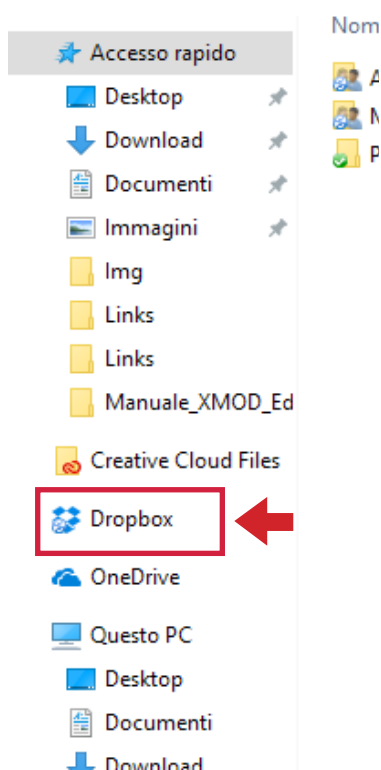 Nom
Accesso rapido
Desktop
Download
Documenti
Immagini
Img
Links
Links
Manuale_XMOD_Ed
Creative Cloud Files
Dropbox
OneDrive
Questo PC
Desktop
Documenti
Download
A
N
P